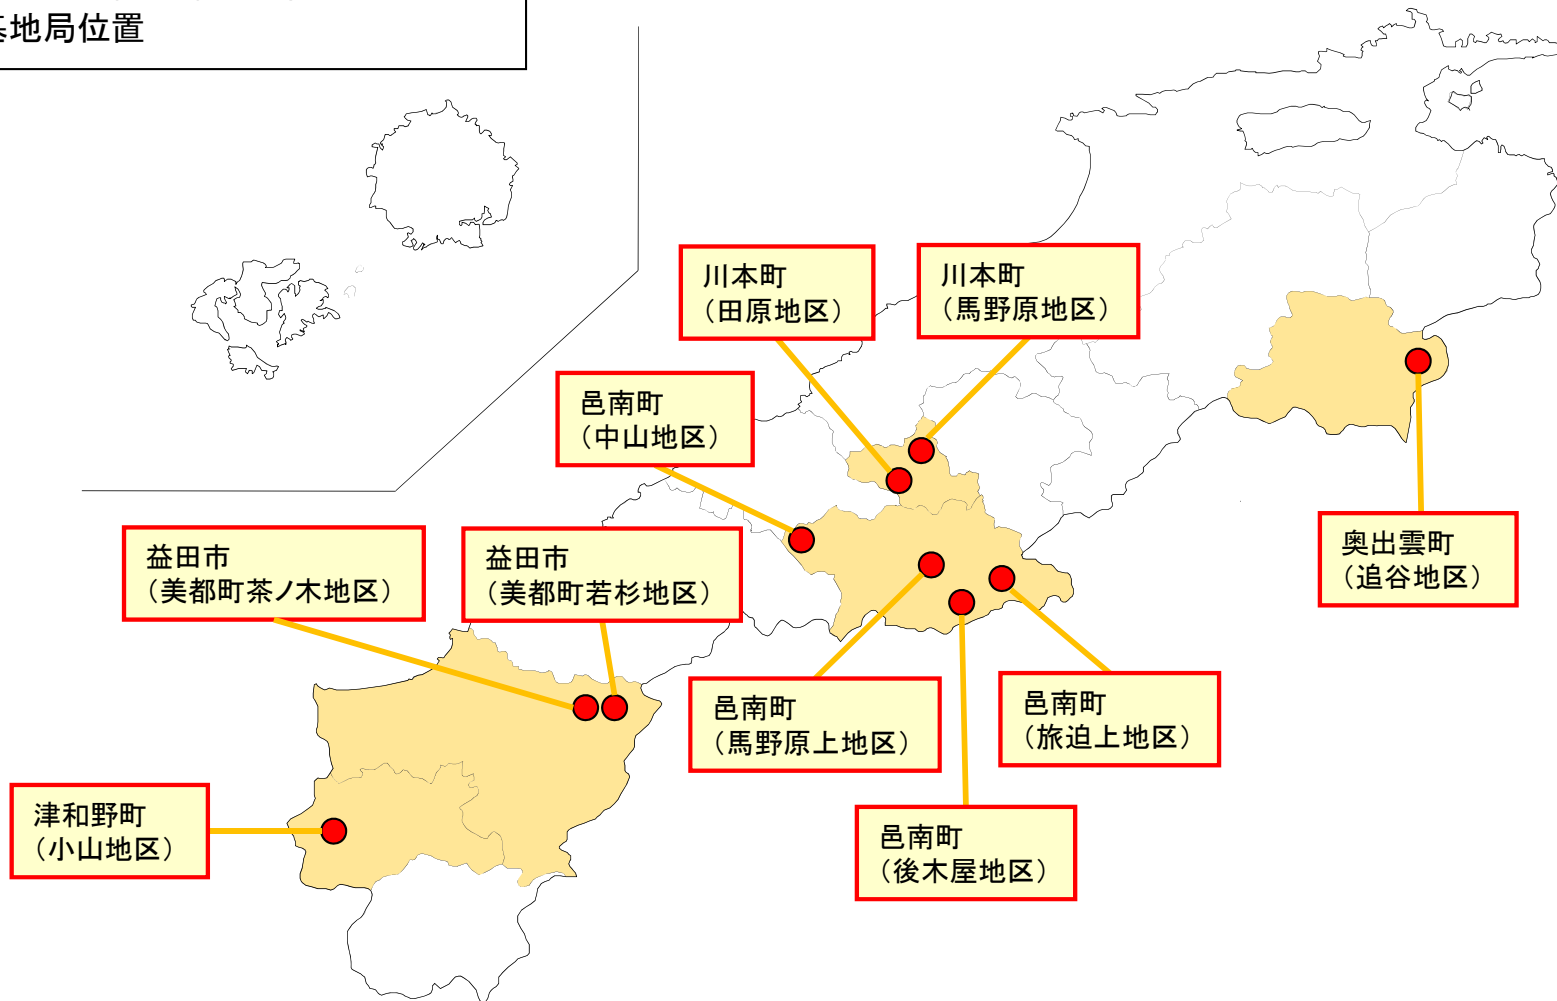 基地局位置
川本町
（田原地区）
川本町
（馬野原地区）
邑南町
（中山地区）
益田市
（美都町茶ノ木地区）
益田市
（美都町若杉地区）
奥出雲町
（追谷地区）
邑南町
（馬野原上地区）
邑南町
（旅迫上地区）
津和野町
（小山地区）
邑南町
（後木屋地区）